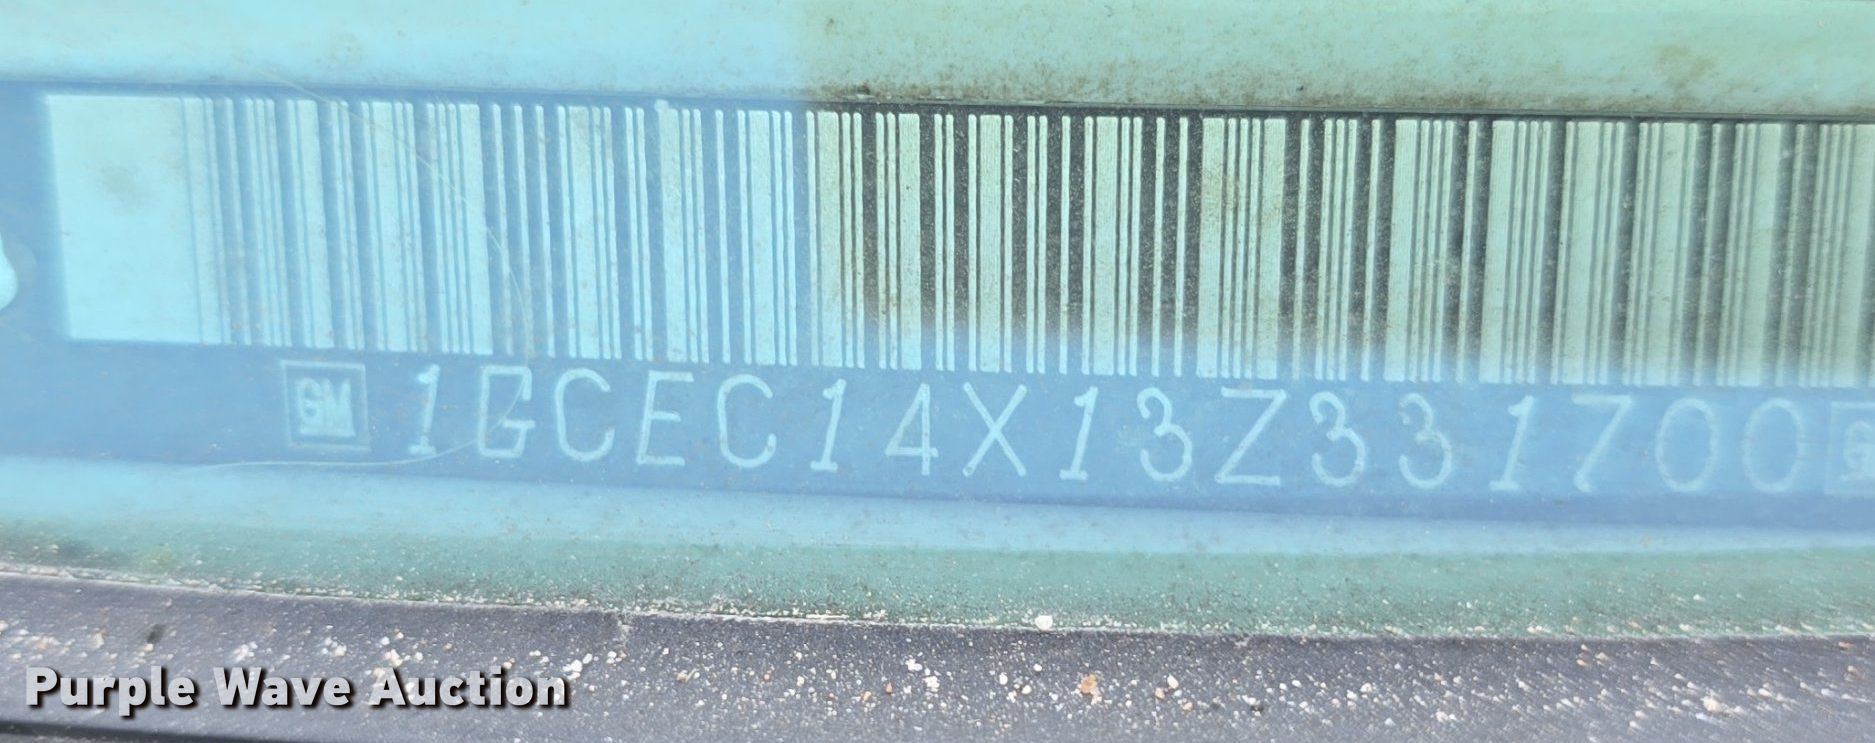 GM 1GCEC14X13Z331700 G
Purple Wave Auction